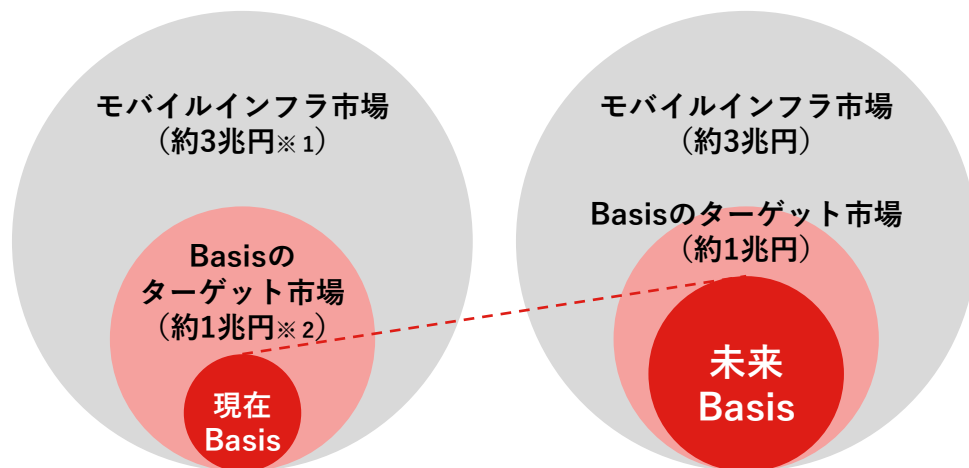 モバイルインフラ市場
（約3兆円※1）
Basisの
ターゲット市場
（約1兆円※2）
現在
Basis
モバイルインフラ市場
（約3兆円）
Basisのターゲット市場
（約1兆円）
未来
Basis